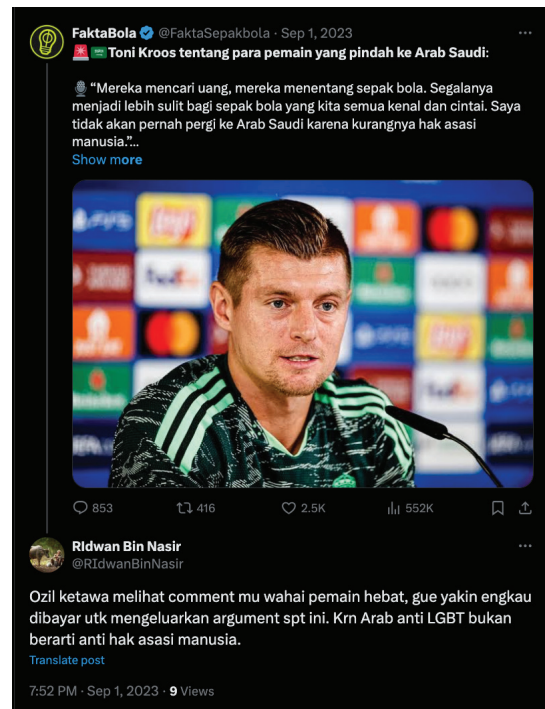 FaktaBola @FaktaSepakbola · Sep 1, 2023
Toni Kroos tentang para pemain yang pindah ke Arab Saudi:
“Mereka mencari uang, mereka menentang sepak bola. Segalanya
menjadi lebih sulit bagi sepak bola yang kita semua kenal dan cintai. Saya
tidak akan pernah pergi ke Arab Saudi karena kurangnya hak asasi
manusia.”...
Show more
Lay's
FedEx
853 416 2.5K 552K
RIdwan Bin Nasir
@RIdwanBinNasir
Ozil ketawa melihat comment mu wahai pemain hebat, gue yakin engkau
dibayar utk mengeluarkan argument spt ini. Krn Arab anti LGBT bukan
berarti anti hak asasi manusia.
Translate post
7:52 PM · Sep 1, 2023 · 9 Views